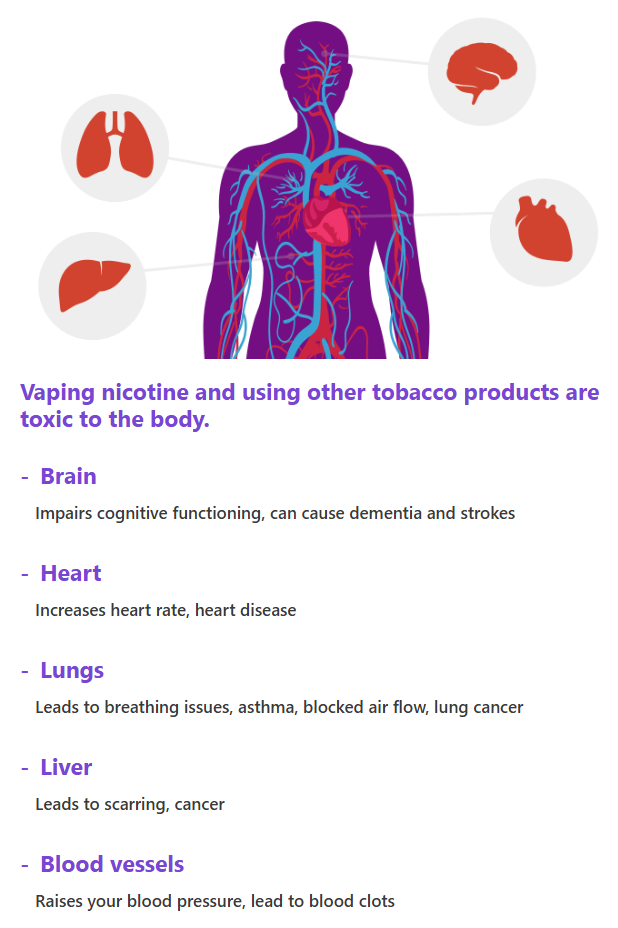 Vaping nicotine and using other tobacco products are
toxic to the body.
- Brain
Impairs cognitive functioning, can cause dementia and strokes
- Heart
Increases heart rate, heart disease
- Lungs
Leads to breathing issues, asthma, blocked air flow, lung cancer
- Liver
Leads to scarring, cancer
- Blood vessels
Raises your blood pressure, lead to blood clots